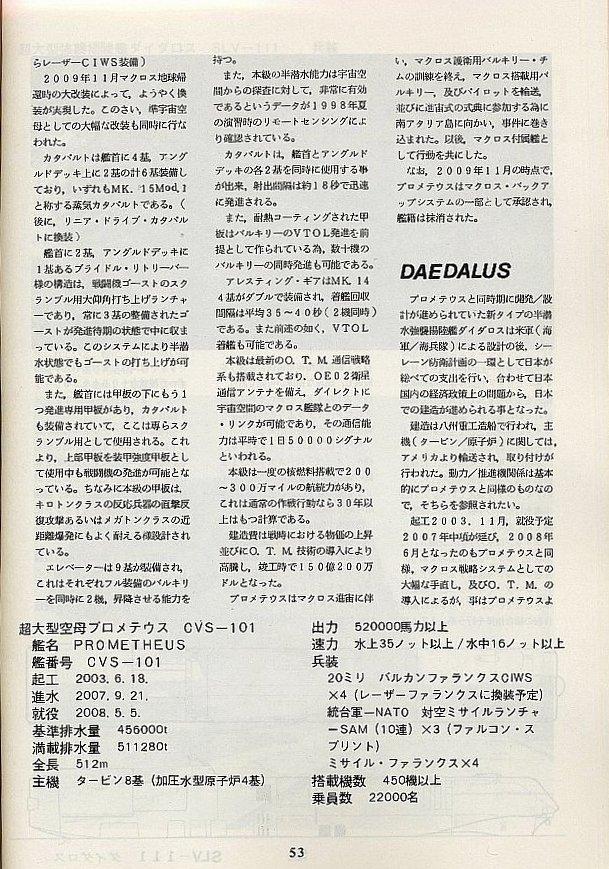 らレーザーCIWS装備）
　2009年11月マクロス地球帰
還時の大改装によって、ようやく換
装が実現した。このさい、準宇宙空
母としての大幅な改装も同時に行な
われた。
　カタパルトは艦首に4基、アング
ルドデッキ上に2基の計6基装備し
ており、いずれもMK．15Mod.1
と称する蒸気カタパルトである。（
後に、リニア・ドライブ・カタパル
トに換装）
　艦首に2基、アングルドデッキに
1基あるブライドル・リトリーバー
様の構造は、戦闘機ゴーストのスク
ランブル用大仰角打ち上げランチャ
ーであり、常に3基の整備されたゴ
ーストが発進待期の状態で中に収ま
っている。このシステムにより半潜
水状態でもゴーストの打ち上げが可
能である。
　また、艦首には甲板の下にもう1
つ発進専用甲板があり、カタパルト
も装備されていて、ここは専らスク
ランブル用として使用される。これ
より、上部甲板を装甲強度甲板とし
て使用中も戦闘機の発進が可能とな
っている。ちなみに本級の甲板は、
キロトンクラスの反応兵器の直撃反
復攻撃あるいはメガトンクラスの近
距離爆発にもよく耐える様設計され
ている。
　エレベーターは9基が装備され、
これはそれぞれフル装備のバルキリ
ーを同時に2機、昇降させる能力を
持つ。
　また、本級の半潜水能力は宇宙空
間からの探査に対して、非常に有効
であるというデータが1998年夏
の演習時のリモートセンシングによ
り確認されている。
　カタパルトは、艦首とアングルド
デッキの各2基を同時に使用する事
が出来、射出間隔は約18秒で迅速
に発進される。
　また、耐熱コーティングされた甲
板はバルキリーのVTOL発進を前
提として作られている為、数十機の
バルキリーの同時発進も可能である。
　アレスティング・ギアはMK．14
4基がダブルで装備され、着艦回収
間隔は平均35～40秒（2機同時）
である。また前述の如く、VTOL
着艦も可能である。
　本級は最新のO．T．M．通信戦略
系も搭載されており、OE02衛星
通信アンテナを備え、ダイレクトに
宇宙空間のマクロス艦隊とのデータ
・リンクが可能であり、その通信能
力は平時で1日50000シグナル
といわれる。
　本級は一度の核燃料搭載で200
～300万マイルの航続力があり、
これは通常の作戦行動なら30年以
上はもつ計算である。
　建造費は戦時における物価の上昇
並びにO．T．M．技術の導入により
高騰し、竣工時で150億200万
ドルとなった。
　プロメテウスはマクロス進宙に伴
い、マクロス護衛用バルキリー・チ
ムの訓練を終え、マクロス搭載用バ
ルキリー、及びパイロットを輸送、
並びに進宙式の式典に参加する為に
南アタリア島に向かい、事件に巻き
込まれた。以後、マクロス付属艦と
して行動を共にした。
　なお、2009年11月の時点で、
プロメテウスはマクロス・バックア
ップシステムの一部として承認され、
艦籍は抹消された。
DAEDALUS
　プロメテウスと同時期に開発／設
計が進められていた新タイプの半潜
水強襲揚陸艦ダイダロスは米軍（海
軍／海兵隊）による設計の後、シー
レーン防衛計画の一環として日本が
総べての支出を行い、合わせて日本
国内の経済政策上の問題から、日本
での建造が進められる事となった。
　建造は八州重工造船で行われ、主
機（タービン／原子炉）に関しては、
アメリカより輸送され、取り付けが
行われた。動力／推進機関係は基本
的にプロメテウスと同様のものなの
で、そちらを参照されたい。
　起工2003．11月、就役予定
2007年中頃が延び、2008年
6月となったのもプロメテウスと同
様、マクロス戦略システムとしての
大幅な手直し、及びO．T．M．の
導入によるが、事はプロメテウスよ
超大型空母プロメテウス　CVS－101
艦名　PROMETHEUS
艦番号　CVS－101
起工　2003.6.18.
進水　2007.9.21.
就役　2008.5.5.
基準排水量　456000t
満載排水量　511280t
全長　512m
主機　タービン8基（加圧水型原子炉4基）
出力　520000馬力以上
速力　水上35ノット以上／水中16ノット以上
兵装
20ミリ　バルカンファランクスCIWS
×4（レーザーファランクスに換装予定）
統合軍－NATO　対空ミサイルランチャ
ーSAM（10連）×3（ファルコン・ス
プリント）
ミサイル・ファランクス×4
搭載機数　450機以上
乗員数　22000名
53